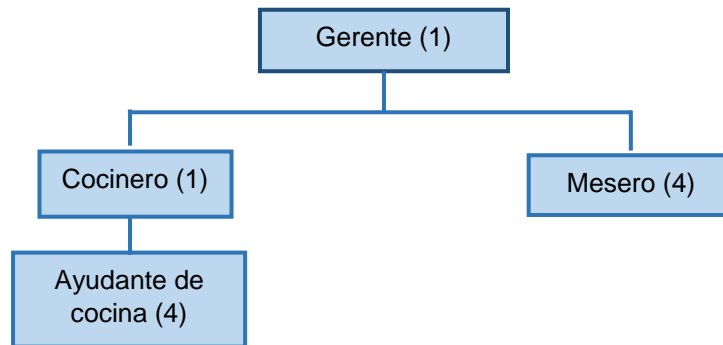 Gerente (1)
Cocinero (1)
Mesero (4)
Ayudante de
cocina (4)